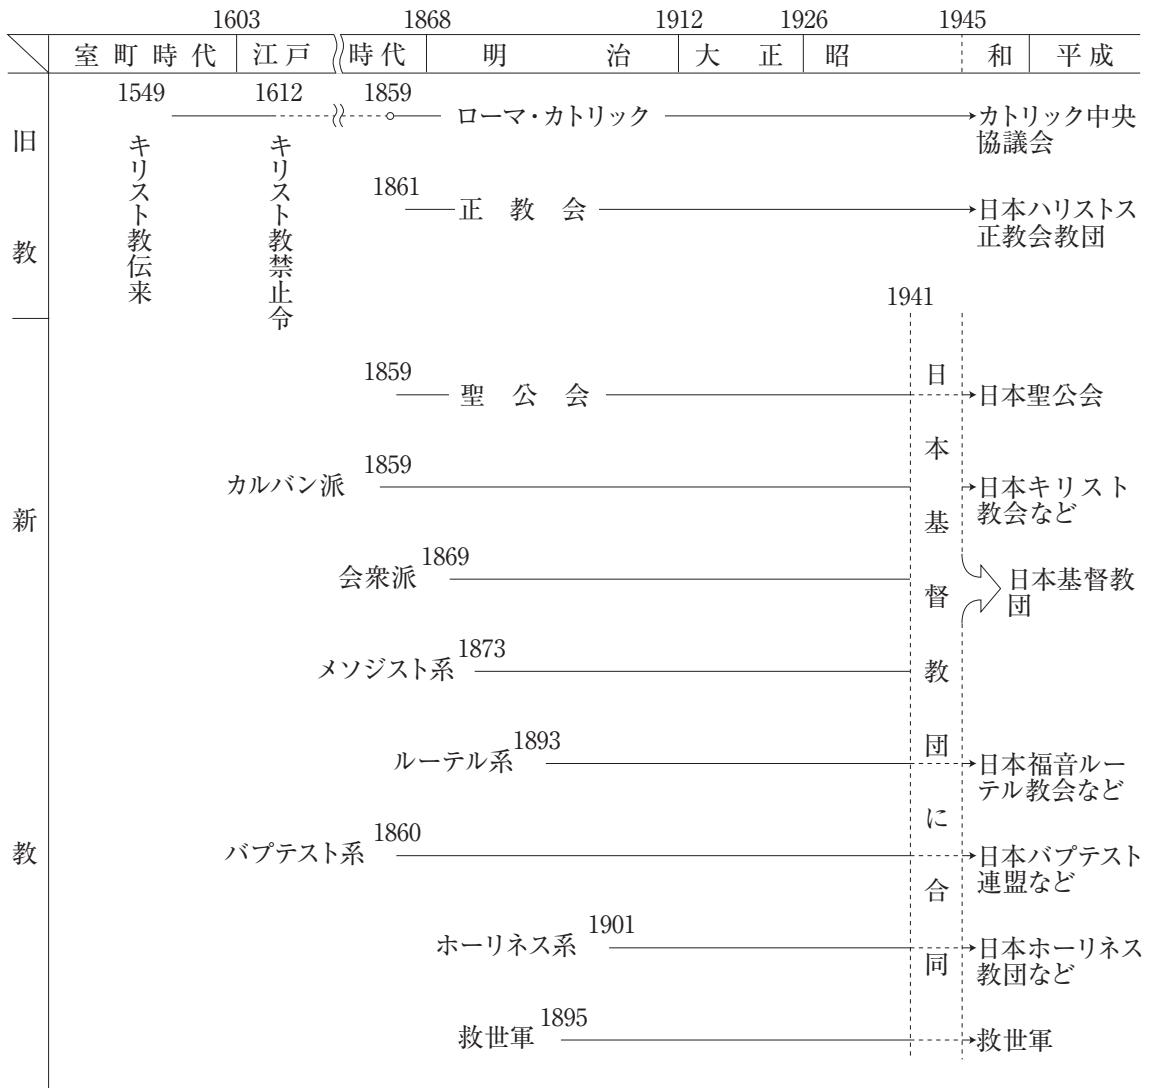 1603 1868 1912 1926 1945
室町時代 江戸時代 明治 大正 昭和 平成
旧教
1549
キリスト教伝来
1612
キリスト教禁止令
1859
ローマ・カトリック
カトリック中央
協議会
1861
正教会
日本ハリストス
正教会教団
新教
1941
日本基督教団に合同
1859
聖公会
日本聖公会
カルバン派
1859
日本キリスト
教会など
会衆派
1869
日本基督教
団
メソジスト系
1873
ルーテル系
1893
日本福音ルー
テル教会など
バプテスト系
1860
日本バプテスト
連盟など
ホーリネス系
1901
日本ホーリネス
教団など
救世軍
1895
救世軍